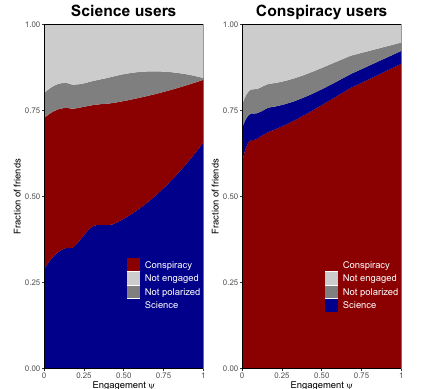 Science users
Conspiracy users
Fraction of friends
1.00
0.75
0.50
0.25
0.00
Conspiracy
Not engaged
Not polarized
Science
0
0.25
0.50
0.75
1
Engagement ψ
Fraction of friends
1.00
0.75
0.50
0.25
0.00
Conspiracy
Not engaged
Not polarized
Science
0
0.25
0.50
0.75
1
Engagement ψ